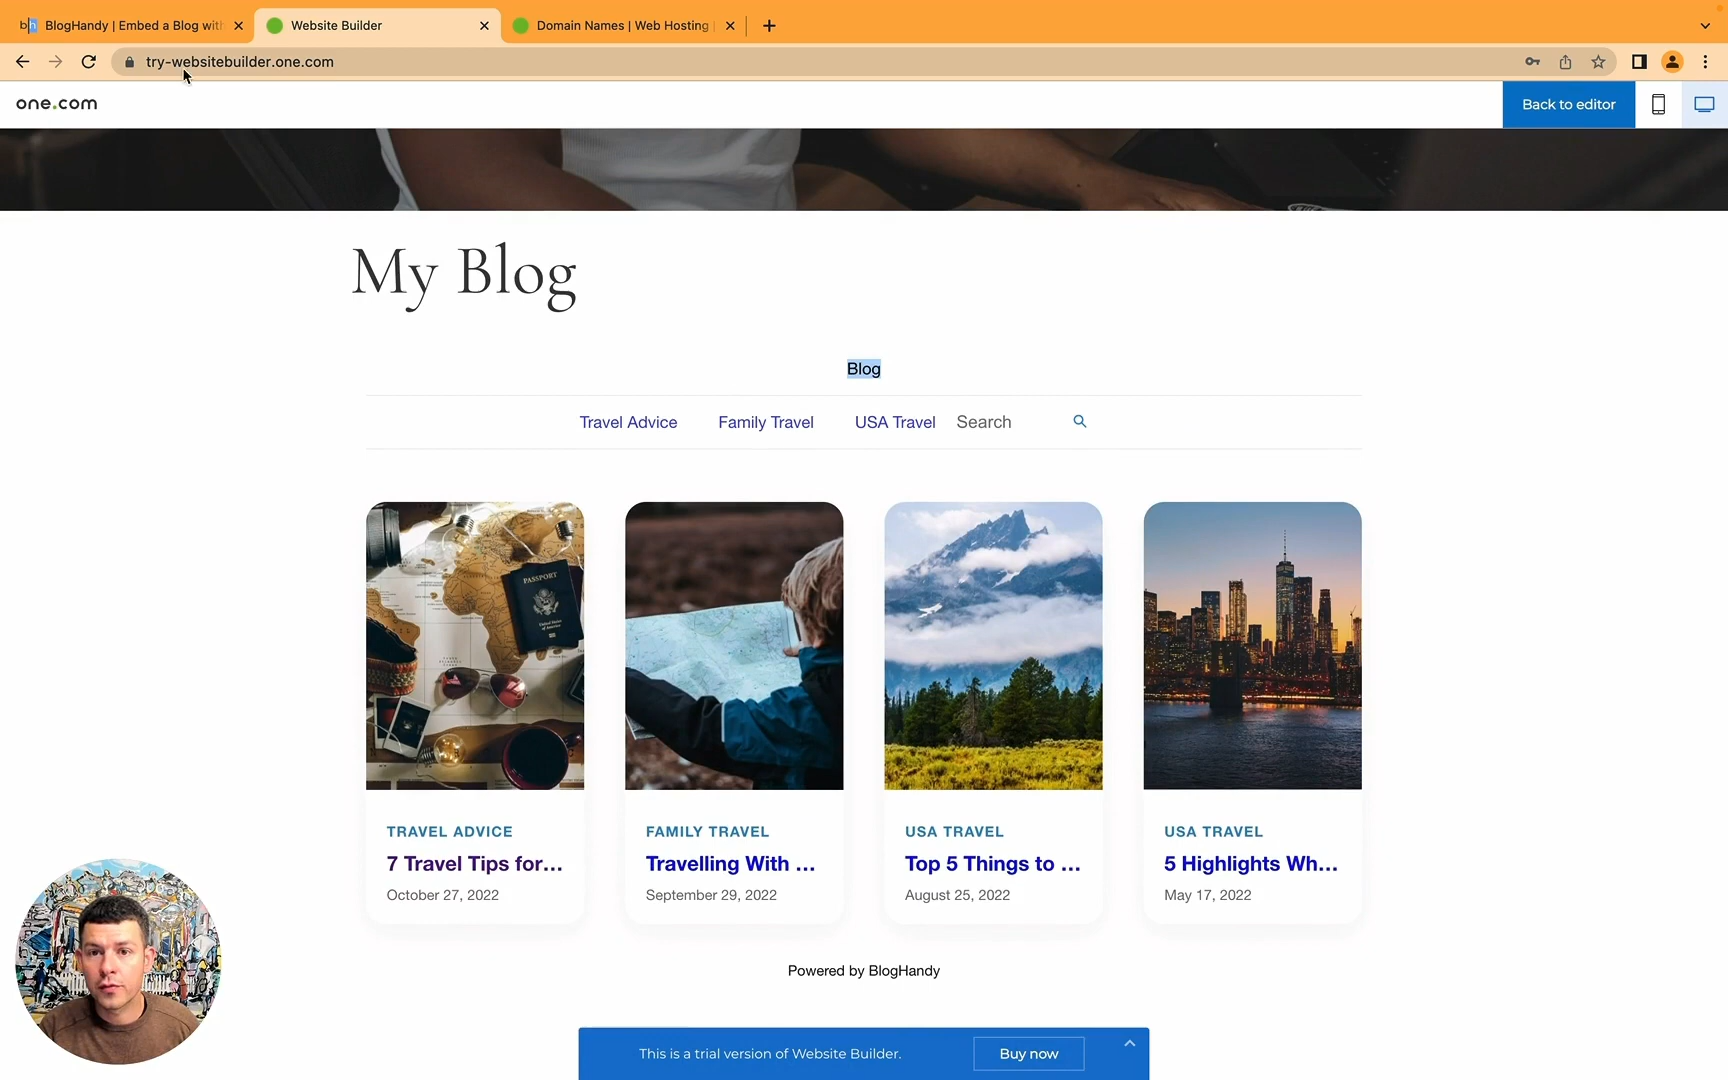 bh BlogHandy | Embed a Blog with
Website Builder
Domain Names | Web Hosting |
try-websitebuilder.one.com
one.com
Back to editor
My Blog
Blog
Travel Advice
Family Travel
USA Travel
Search
PASSPORT
TRAVEL ADVICE
7 Travel Tips for...
October 27, 2022
FAMILY TRAVEL
Travelling With ...
September 29, 2022
USA TRAVEL
Top 5 Things to ...
August 25, 2022
USA TRAVEL
5 Highlights Wh...
May 17, 2022
Powered by BlogHandy
This is a trial version of Website Builder.
Buy now